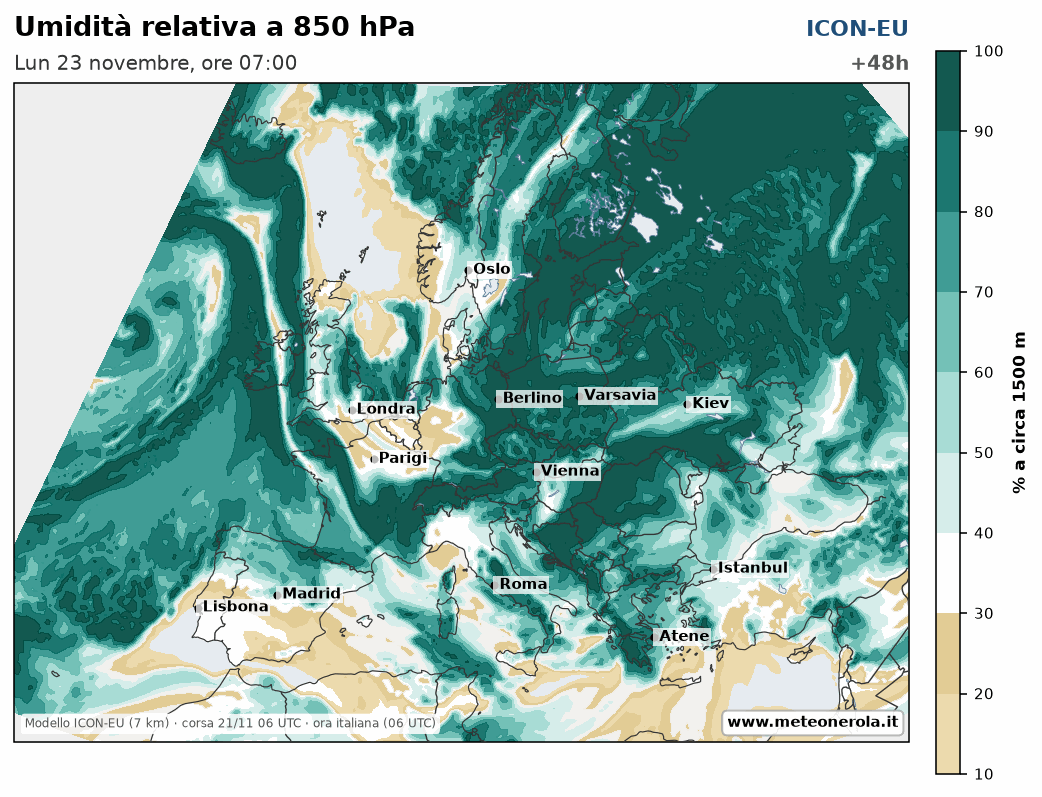 Umidità relativa a 850 hPa
ICON-EU
Lun 23 novembre, ore 07:00
+48h
100
90
80
70
60
50
40
30
20
10
% a circa 1500 m
Oslo
Berlino
Varsavia
Kiev
Londra
Parigi
Vienna
Istanbul
Roma
Madrid
Lisbona
Atene
Modello ICON-EU (7 km) · corsa 21/11 06 UTC · ora italiana (06 UTC)
www.meteonerola.it